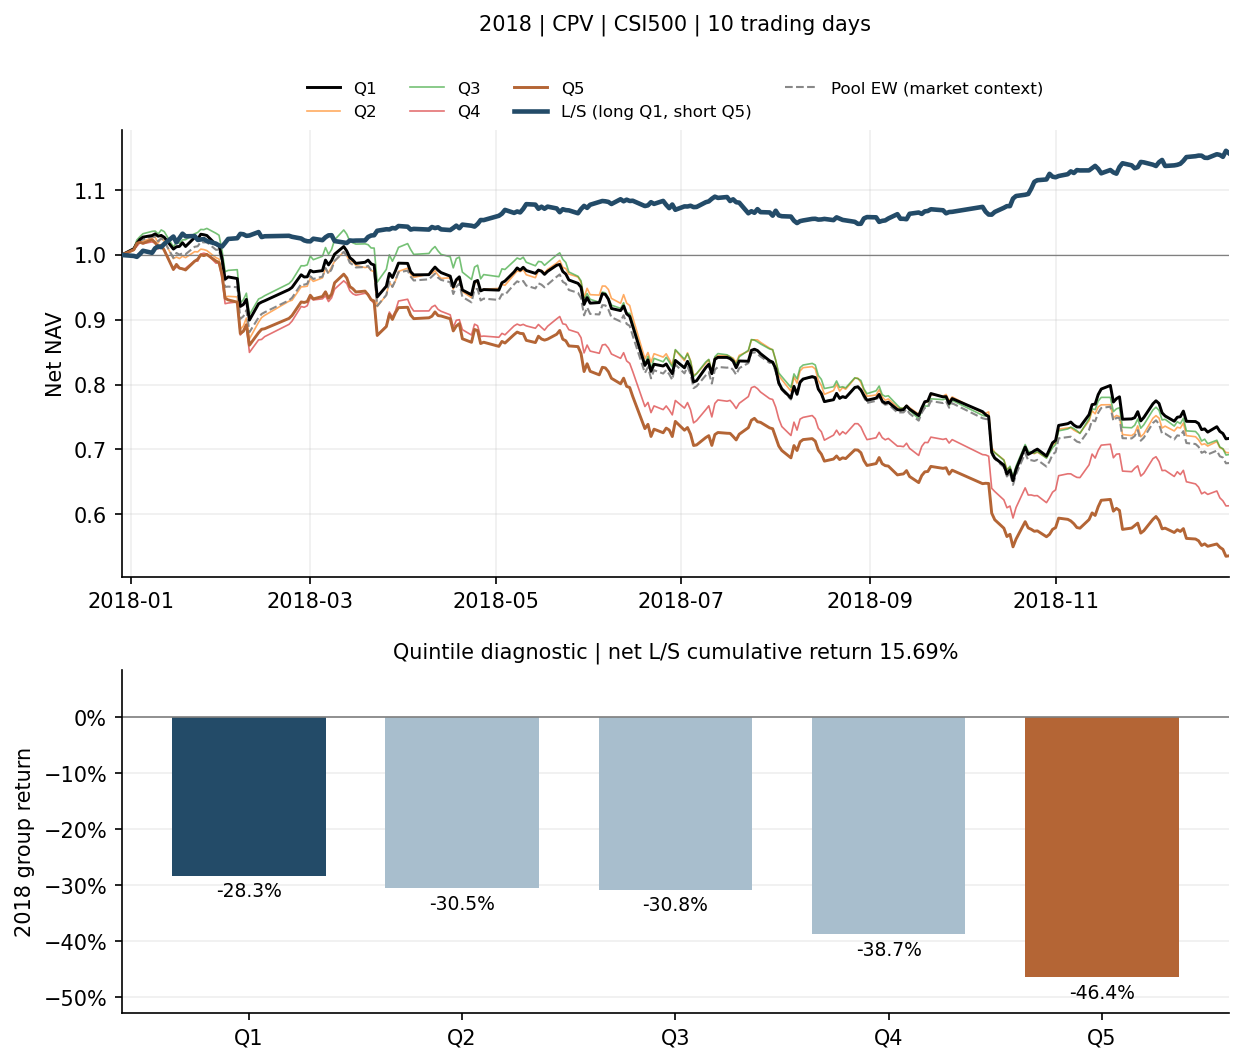 2018 | CPV | CSI500 | 10 trading days
Q1 Q3 Q5 Pool EW (market context)
Q2 Q4 L/S (long Q1, short Q5)
Net NAV
1.1
1.0
0.9
0.8
0.7
0.6
2018-01 2018-03 2018-05 2018-07 2018-09 2018-11
Quintile diagnostic | net L/S cumulative return 15.69%
2018 group return
0%
−10%
−20%
−30%
−40%
−50%
-28.3% -30.5% -30.8% -38.7% -46.4%
Q1 Q2 Q3 Q4 Q5